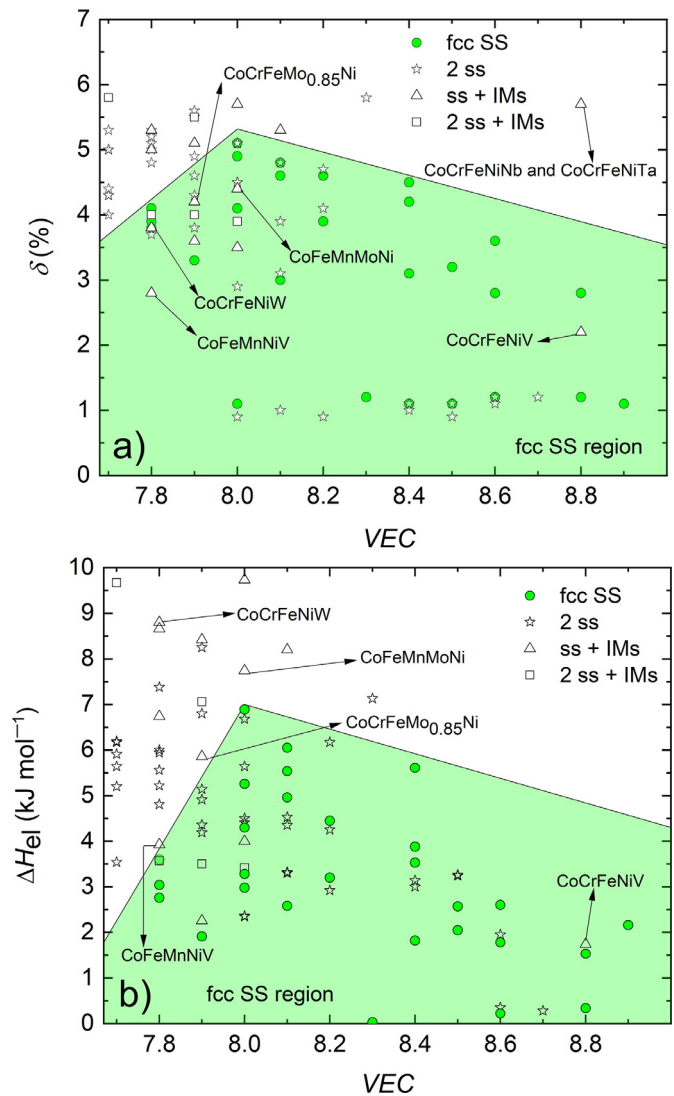 7
6
5
4
3
2
1
0
δ (%)
fcc SS
2 ss
ss + IMs
2 ss + IMs
CoCrFeMo0.85Ni
CoCrFeNiNb and CoCrFeNiTa
CoFeMnMoNi
CoCrFeNiW
CoFeMnNiV
CoCrFeNiV
a)
fcc SS region
7.8 8.0 8.2 8.4 8.6 8.8
VEC
10
9
8
7
6
5
4
3
2
1
0
ΔHel (kJ mol⁻¹)
fcc SS
2 ss
ss + IMs
2 ss + IMs
CoCrFeNiW
CoFeMnMoNi
CoCrFeMo0.85Ni
CoCrFeNiV
CoFeMnNiV
b)
fcc SS region
7.8 8.0 8.2 8.4 8.6 8.8
VEC